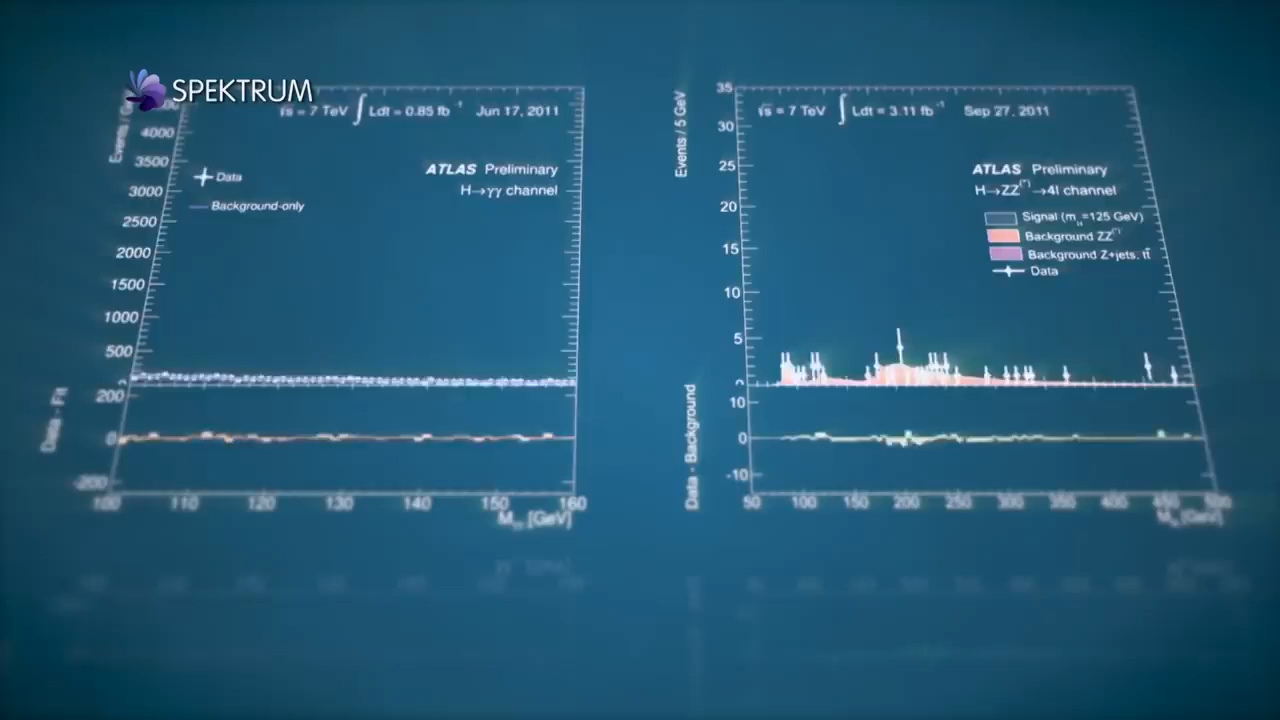 SPEKTRUM
√s = 7 TeV ∫ Ldt = 0.85 fb⁻¹ Jun 17, 2011
ATLAS Preliminary
H→γγ channel
Data
Background-only
4000
3500
3000
2500
2000
1500
1000
500
200
0
-200
Data - Fit
100 110 120 130 140 150 160
[GeV]
Events / 5 GeV
35
30
25
20
15
10
5
√s = 7 TeV ∫ Ldt = 3.11 fb⁻¹ Sep 27, 2011
ATLAS Preliminary
H→ZZ(*)→4l channel
Signal (mH=125 GeV)
Background ZZ(*)
Background Z+jets, tt̄
Data
Data - Background
10
0
-10
50 100 150 200 250 300 350 400 450 500
[GeV]